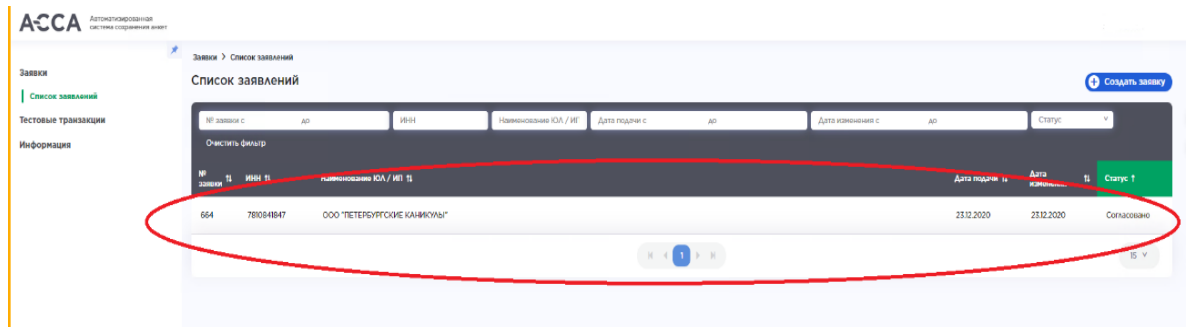 АССА Автоматизированная
система сохранения анкет
Заявки > Список заявлений
Заявки
Список заявлений
Создать заявку
Список заявлений
Тестовые транзакции
Информация
№ заявки с до ИНН Наименование ЮЛ / ИП Дата подачи с до Дата изменения с до Статус
Очистить фильтр
№
заявки ИНН Наименование ЮЛ / ИП Дата подачи Дата
изменения... Статус
664 7810841847 ООО "ПЕТЕРБУРГСКИЕ КАНИКУЛЫ" 23.12.2020 23.12.2020 Согласовано
1
15